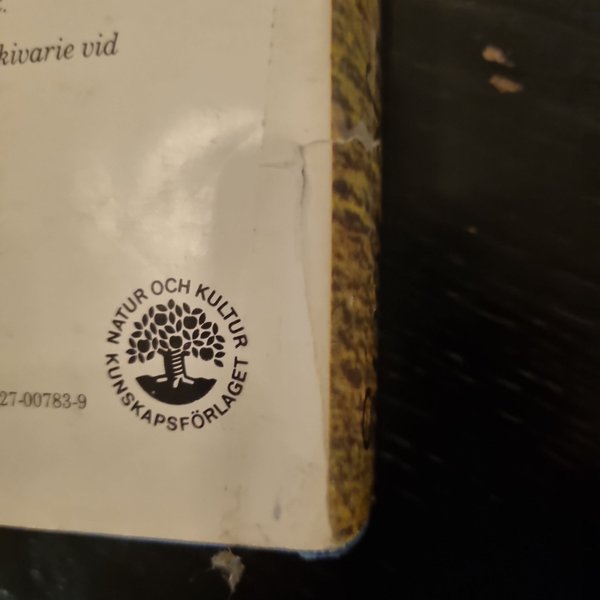 kivarie vid
NATUR OCH KULTUR
KUNSKAPSFÖRLAGET
27-00783-9